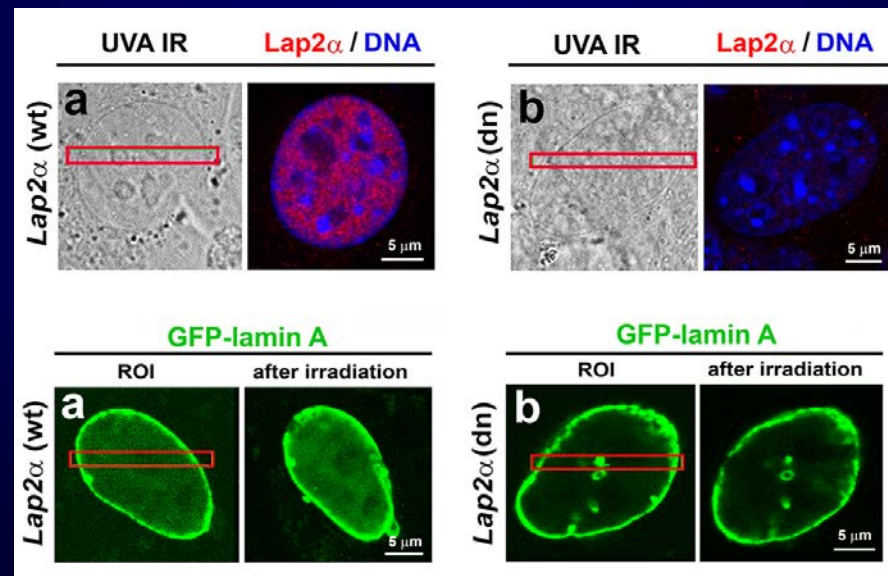 UVA IR
Lap2α / DNA
a
Lap2α (wt)
5 μm
UVA IR
Lap2α / DNA
b
Lap2α (dn)
5 μm
GFP-lamin A
ROI
after irradiation
a
Lap2α (wt)
5 μm
GFP-lamin A
ROI
after irradiation
b
Lap2α (dn)
5 μm